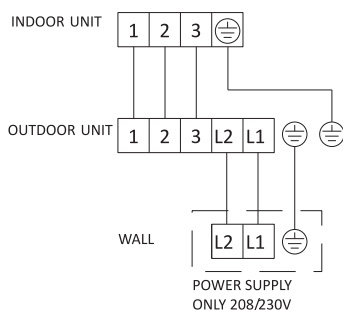 INDOOR UNIT 1 2 3
OUTDOOR UNIT 1 2 3 L2 L1
WALL L2 L1
POWER SUPPLY
ONLY 208/230V